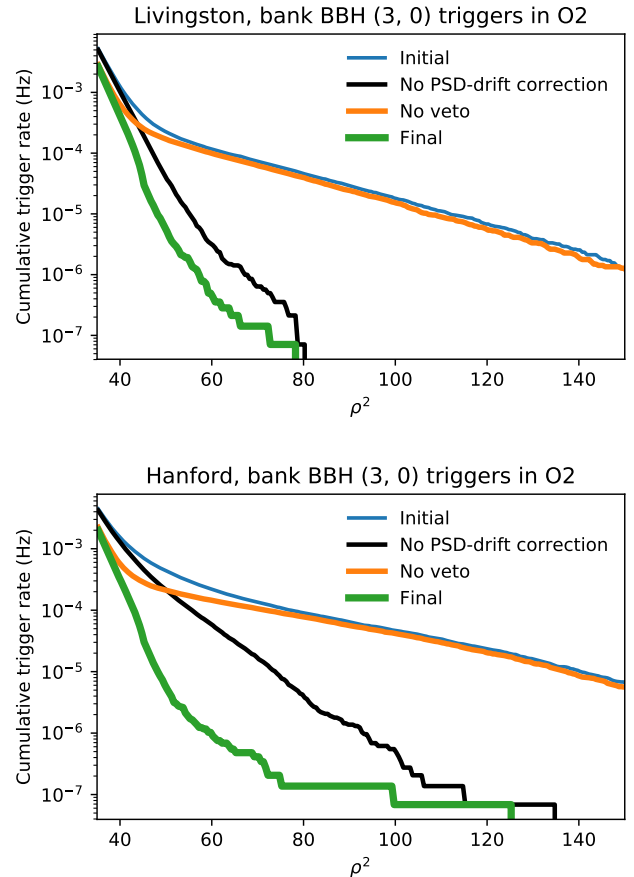 Livingston, bank BBH (3, 0) triggers in O2
Cumulative trigger rate (Hz)
10⁻³
10⁻⁴
10⁻⁵
10⁻⁶
10⁻⁷
Initial
No PSD-drift correction
No veto
Final
40 60 80 100 120 140
ρ²
Hanford, bank BBH (3, 0) triggers in O2
Cumulative trigger rate (Hz)
10⁻³
10⁻⁴
10⁻⁵
10⁻⁶
10⁻⁷
Initial
No PSD-drift correction
No veto
Final
40 60 80 100 120 140
ρ²